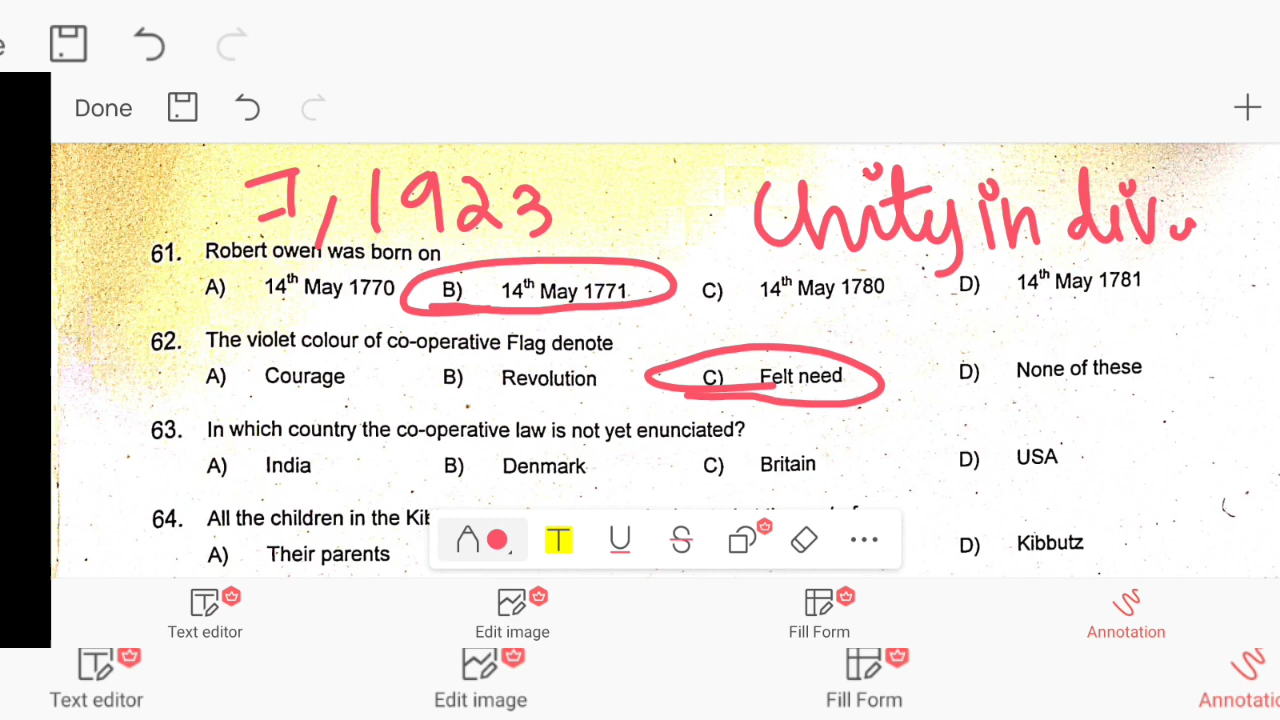 e
Done
7, 1923 Unity in div.
61. Robert owen was born on
A) 14th May 1770 B) 14th May 1771 C) 14th May 1780 D) 14th May 1781
62. The violet colour of co-operative Flag denote
A) Courage B) Revolution C) Felt need D) None of these
63. In which country the co-operative law is not yet enunciated?
A) India B) Denmark C) Britain D) USA
64. All the children in the
A) Their parents D) Kibbutz
T U S
Text editor Edit image Fill Form Annotation
Text editor Edit image Fill Form Annotatio